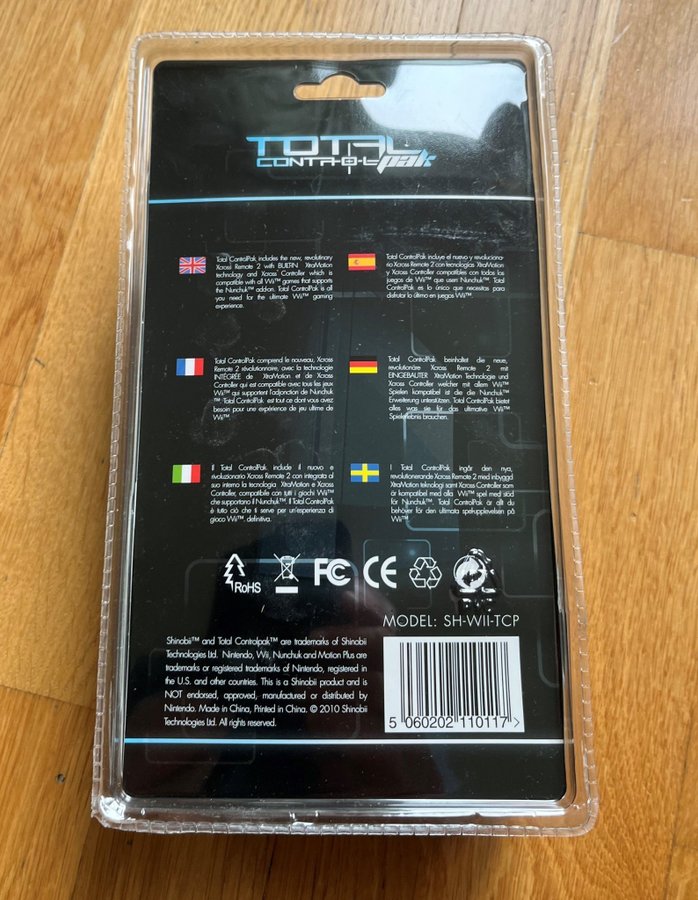 TOTAL
CONTROL pak
Total ControlPak includes the new, revolutionary
Xcross Remote 2 with BUILT-IN XtraMotion
technology and Xcross Controller which is
compatible with all Wii™ games that supports
the Nunchuk™ addon. Total ControlPak is all
you need for the ultimate Wii™ gaming
experience.
Total ControlPak incluye el nuevo y revoluciona-
rio Xcross Remote 2 con tecnologías XtraMotion
y Xcross Controller compatibles con todos los
juegos de Wii™ que usen Nunchuk™. Total
ControlPak es lo único que necesitas para
disfrutar lo último en juegos Wii™.
Total ControlPak comprend le nouveau, Xcross
Remote 2 révolutionnaire, avec la technologie
INTÉGRÉE de XtraMotion et de Xcross
Controller qui est compatible avec tous les jeux
Wii™ qui supportent l'adjonction de Nunchuk
™. Total ControlPak est tout ce dont vous avez
besoin pour une expérience de jeu ultime de
Wii™.
Total ControlPak beinhaltet die neue,
revolutionäre Xcross Remote 2 mit
EINGEBAUTER XtraMotion Technologie und
Xcross Controller welcher mit allem Wii™
Spielen kompatibel ist die die Nunchuk™
Erweiterung unterstützen. Total ControlPak bietet
alles was sie für das ultimative Wii™
Spielerlebnis brauchen.
Il Total ControlPak include il nuovo e
rivoluzionario Xcross Remote 2 con integrata al
suo interno la tecnologia XtraMotion e Xcross
Controller, compatibile con tutti i giochi Wii™
che supportano il Nunchuk™. Il Total ControlPak
è tutto ciò che ti serve per un'esperienza di
gioco Wii™, definitiva.
I Total ControlPak ingår den nya,
revolutionerande Xcross Remote 2 med inbyggd
XtraMotion teknologi samt Xcross Controller som
är kompatibel med alla Wii™ spel med stöd
för Nunchuk™. Total ControlPak är allt du
behöver för den ultimata spelupplevelsen på
Wii™.
RoHS FC CE
MODEL: SH-WII-TCP
Shinobii™ and Total Controlpak™ are trademarks of Shinobii
Technologies Ltd. Nintendo, Wii, Nunchuk and Motion Plus are
trademarks or registered trademarks of Nintendo, registered in
the U.S. and other countries. This is a Shinobii product and is
NOT endorsed, approved, manufactured or distributed by
Nintendo. Made in China, Printed in China. © 2010 Shinobii
Technologies Ltd. All rights reserved.
5 060202 110117 >